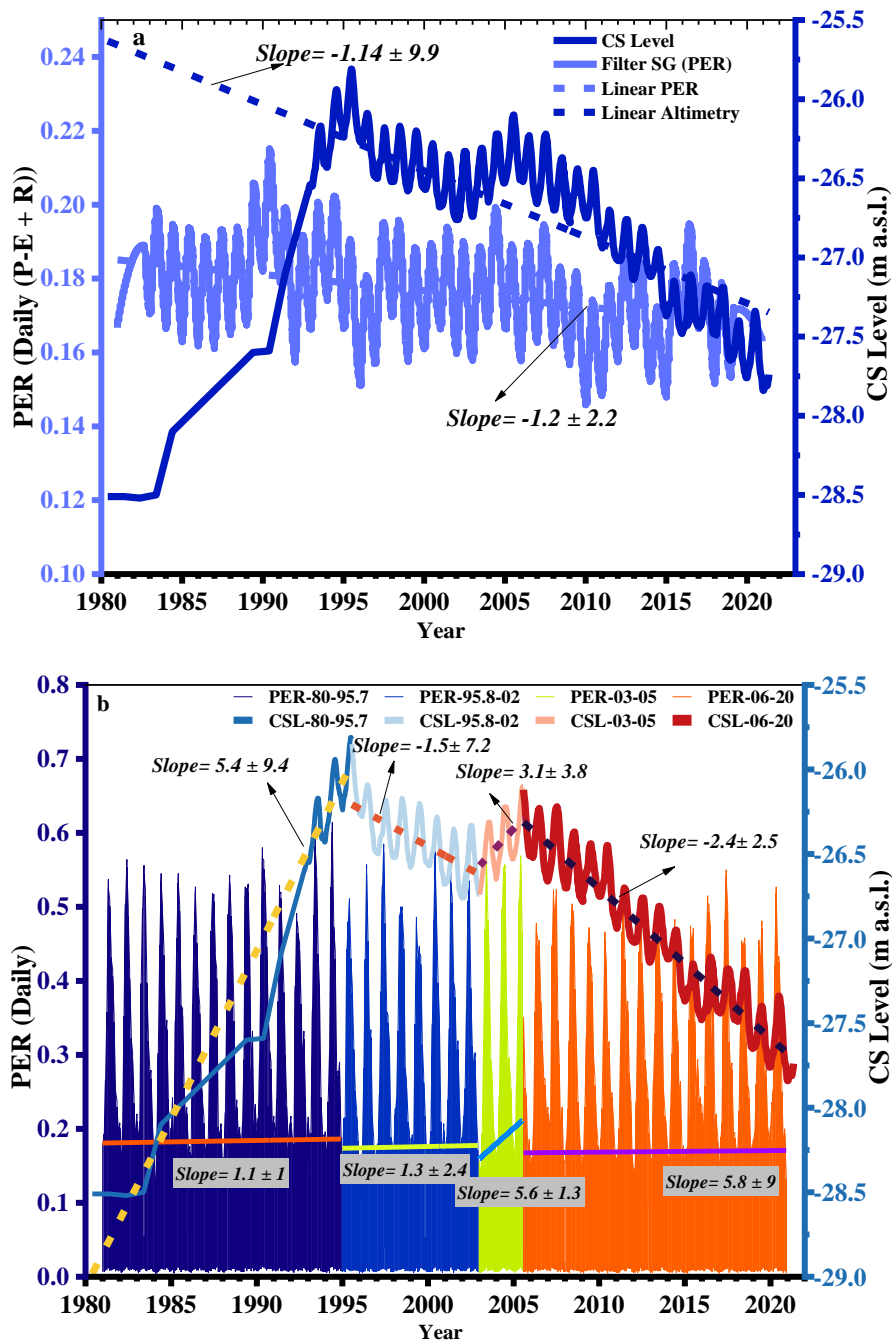 a
Slope= -1.14 ± 9.9
CS Level
Filter SG (PER)
Linear PER
Linear Altimetry
Slope= -1.2 ± 2.2
PER (Daily (P-E + R))
0.24
0.22
0.20
0.18
0.16
0.14
0.12
0.10
CS Level (m a.s.l.)
-25.5
-26.0
-26.5
-27.0
-27.5
-28.0
-28.5
-29.0
1980 1985 1990 1995 2000 2005 2010 2015 2020
Year
b
PER-80-95.7 PER-95.8-02 PER-03-05 PER-06-20
CSL-80-95.7 CSL-95.8-02 CSL-03-05 CSL-06-20
Slope= -1.5± 7.2
Slope= 5.4 ± 9.4
Slope= 3.1± 3.8
Slope= -2.4± 2.5
Slope= 1.1 ± 1
Slope= 1.3 ± 2.4
Slope= 5.6 ± 1.3
Slope= 5.8 ± 9
PER (Daily)
0.8
0.7
0.6
0.5
0.4
0.3
0.2
0.1
0.0
CS Level (m a.s.l.)
-25.5
-26.0
-26.5
-27.0
-27.5
-28.0
-28.5
-29.0
1980 1985 1990 1995 2000 2005 2010 2015 2020
Year